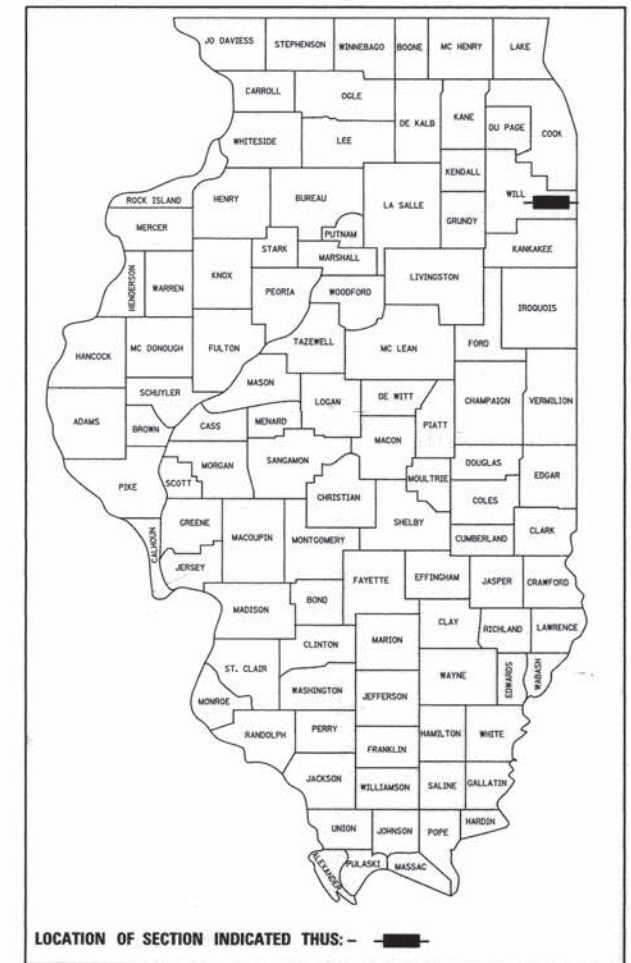 JO DAVIESS STEPHENSON WINNEBAGO BOONE MC HENRY LAKE
CARROLL OGLE DE KALB KANE DU PAGE COOK
WHITESIDE LEE
KENDALL
ROCK ISLAND HENRY BUREAU LA SALLE GRUNDY WILL
MERCER PUTNAM
STARK MARSHALL KANKAKEE
HENDERSON WARREN KNOX PEORIA WOODFORD LIVINGSTON IROQUOIS
HANCOCK MC DONOUGH FULTON TAZEWELL MC LEAN FORD
SCHUYLER MASON LOGAN DE WITT CHAMPAIGN VERMILION
ADAMS BROWN CASS MENARD MACON PIATT
PIKE SCOTT MORGAN SANGAMON CHRISTIAN MOULTRIE DOUGLAS EDGAR
COLES
CALHOUN GREENE MACOUPIN MONTGOMERY SHELBY CUMBERLAND CLARK
JERSEY FAYETTE EFFINGHAM JASPER CRAWFORD
MADISON BOND
CLINTON MARION CLAY RICHLAND LAWRENCE
ST. CLAIR WASHINGTON JEFFERSON WAYNE EDWARDS WABASH
MONROE
RANDOLPH PERRY FRANKLIN HAMILTON WHITE
JACKSON WILLIAMSON SALINE GALLATIN
UNION JOHNSON POPE HARDIN
ALEXANDER PULASKI MASSAC
LOCATION OF SECTION INDICATED THUS: -